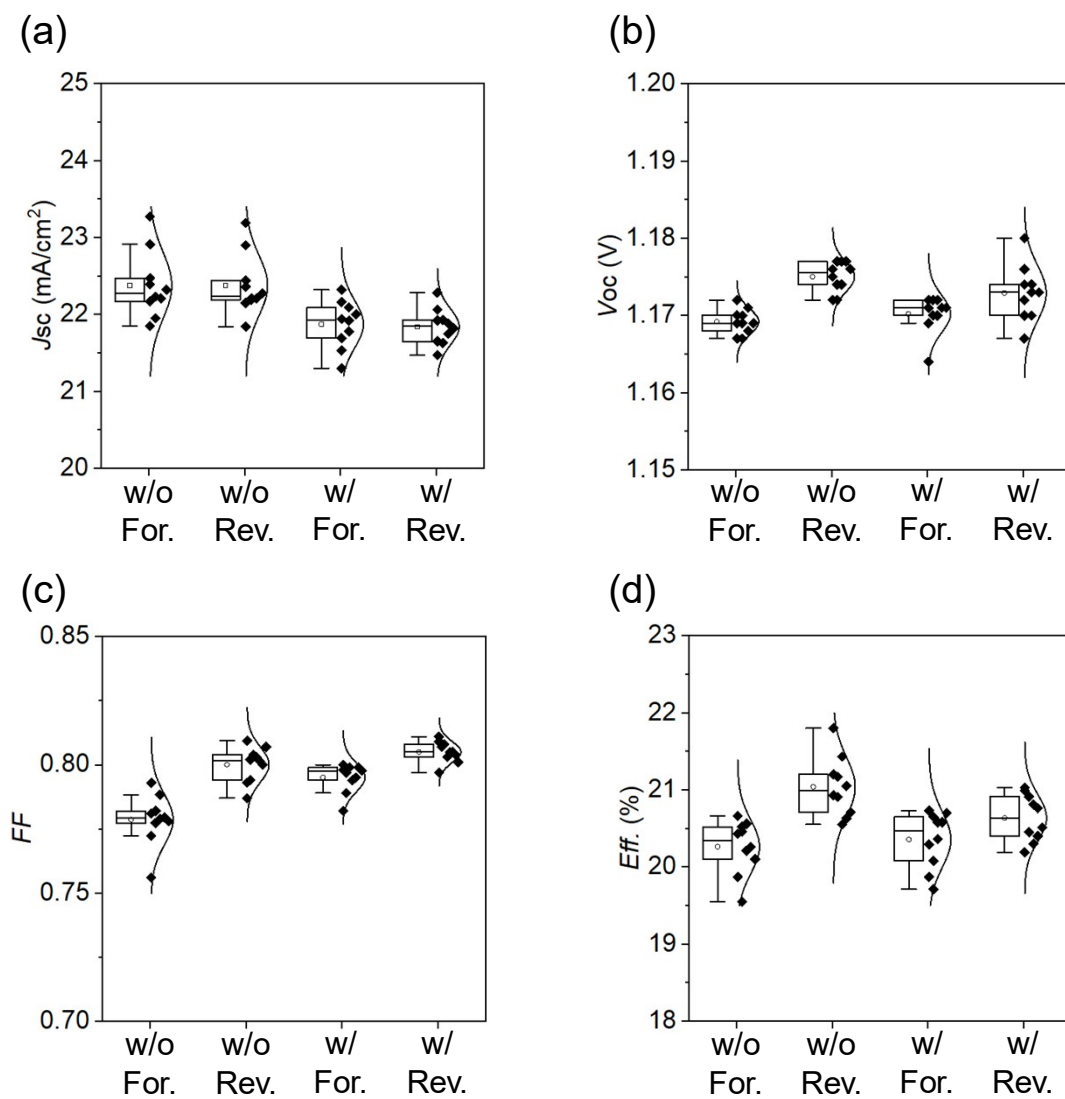 (a)
25
24
23
22
21
20
Jsc (mA/cm²)
w/o w/o w/ w/
For. Rev. For. Rev.
(b)
1.20
1.19
1.18
1.17
1.16
1.15
Voc (V)
w/o w/o w/ w/
For. Rev. For. Rev.
(c)
0.85
0.80
0.75
0.70
FF
w/o w/o w/ w/
For. Rev. For. Rev.
(d)
23
22
21
20
19
18
Eff. (%)
w/o w/o w/ w/
For. Rev. For. Rev.